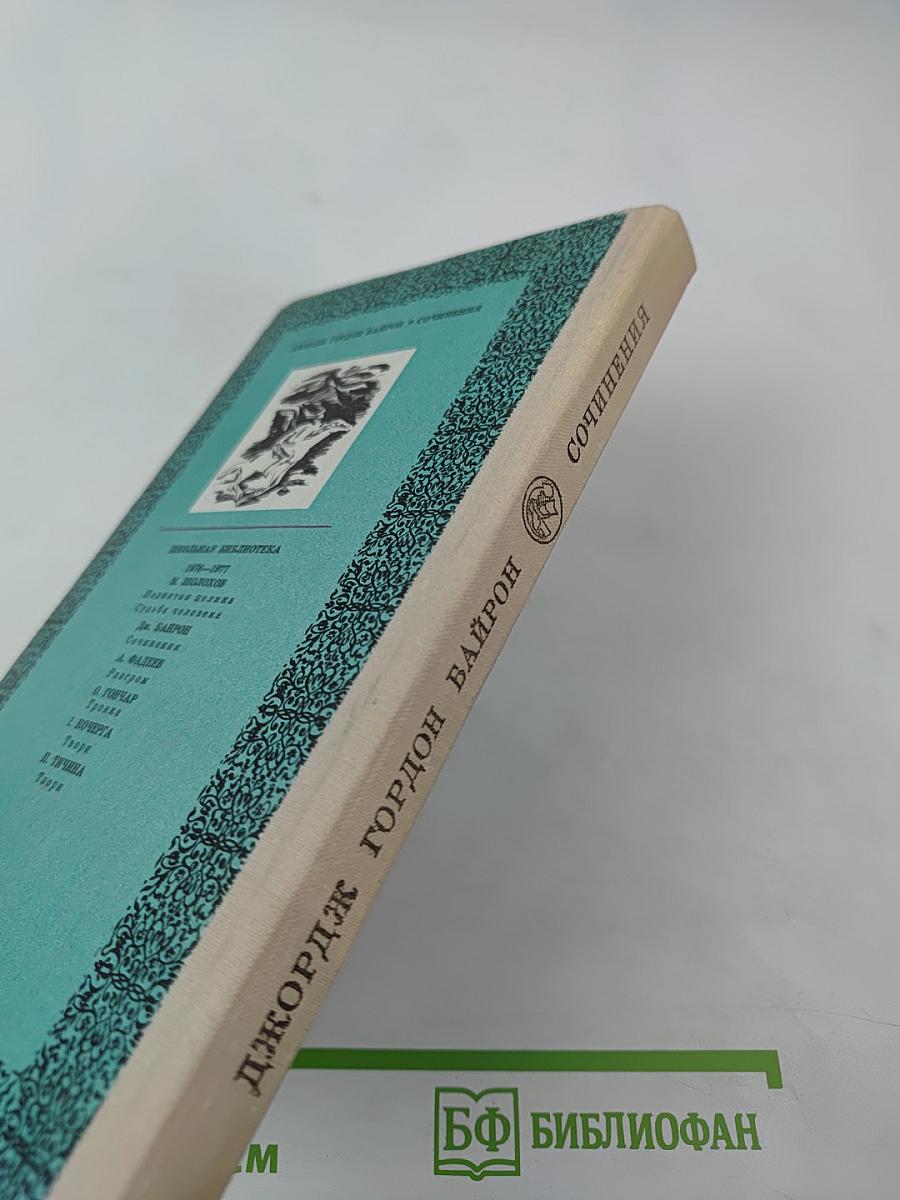 ДЖОРДЖ ГОРДОН БАЙРОН • СОЧИНЕНИЯ
ШКОЛЬНАЯ БИБЛИОТЕКА
1976—1977
М. ШОЛОХОВ
Поднятая целина
Судьба человека
Дж. БАЙРОН
Сочинения
А. ФАДЕЕВ
Разгром
О. ГОНЧАР
Тронка
І. КОЧЕРГА
Твори
П. ТИЧИНА
Твори
ДЖОРДЖ ГОРДОН БАЙРОН СОЧИНЕНИЯ
БФ БИБЛИОФАН